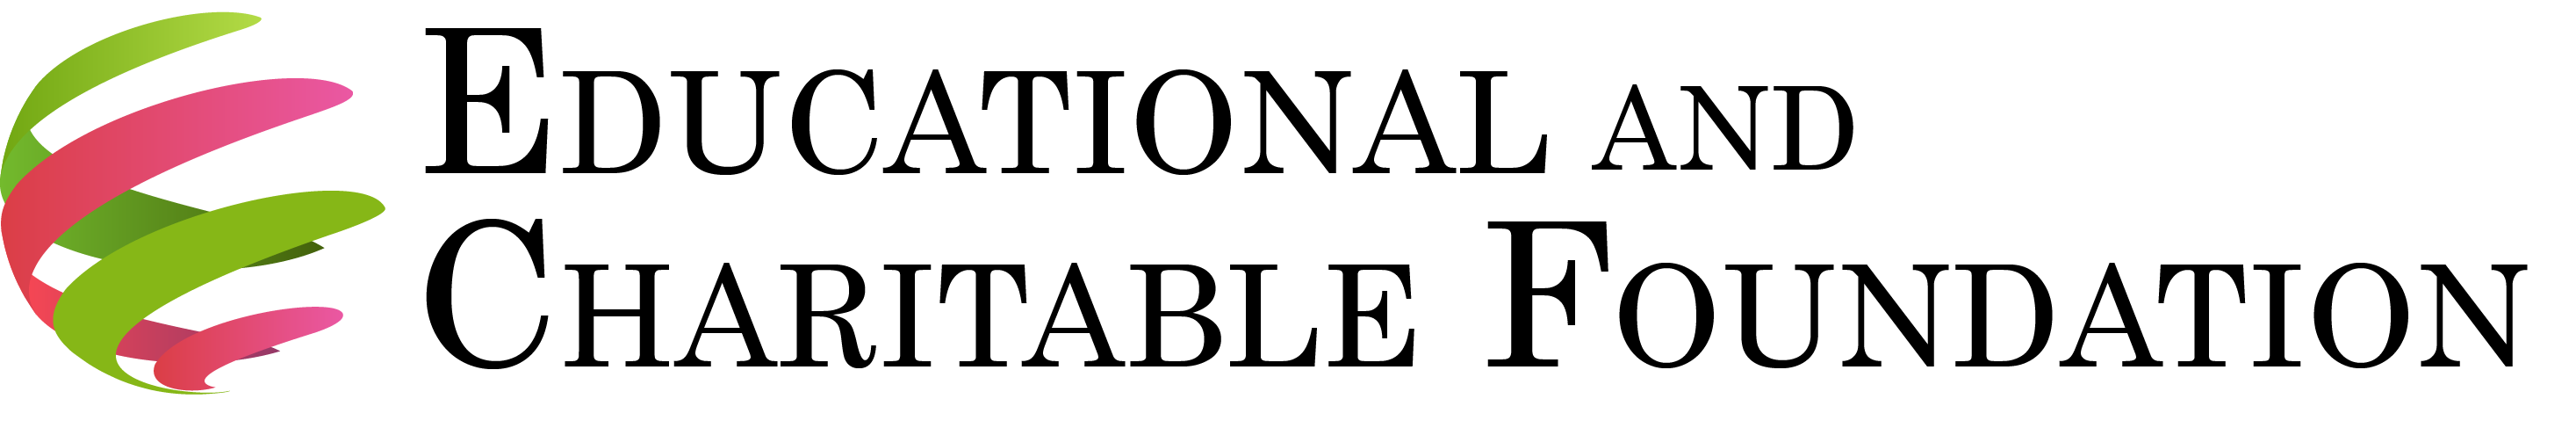 EDUCATIONAL AND
CHARITABLE FOUNDATION